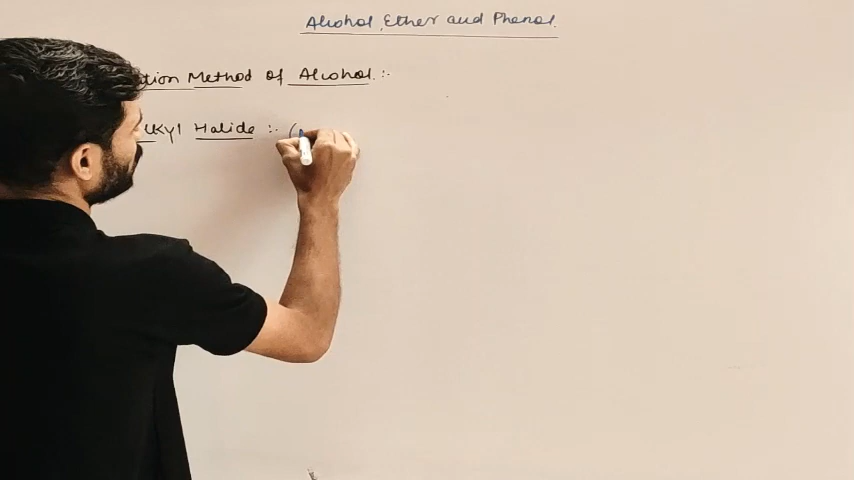 Alcohol, Ether and Phenol.
tion Method of Alcohol :-
lkyl Halide :- (